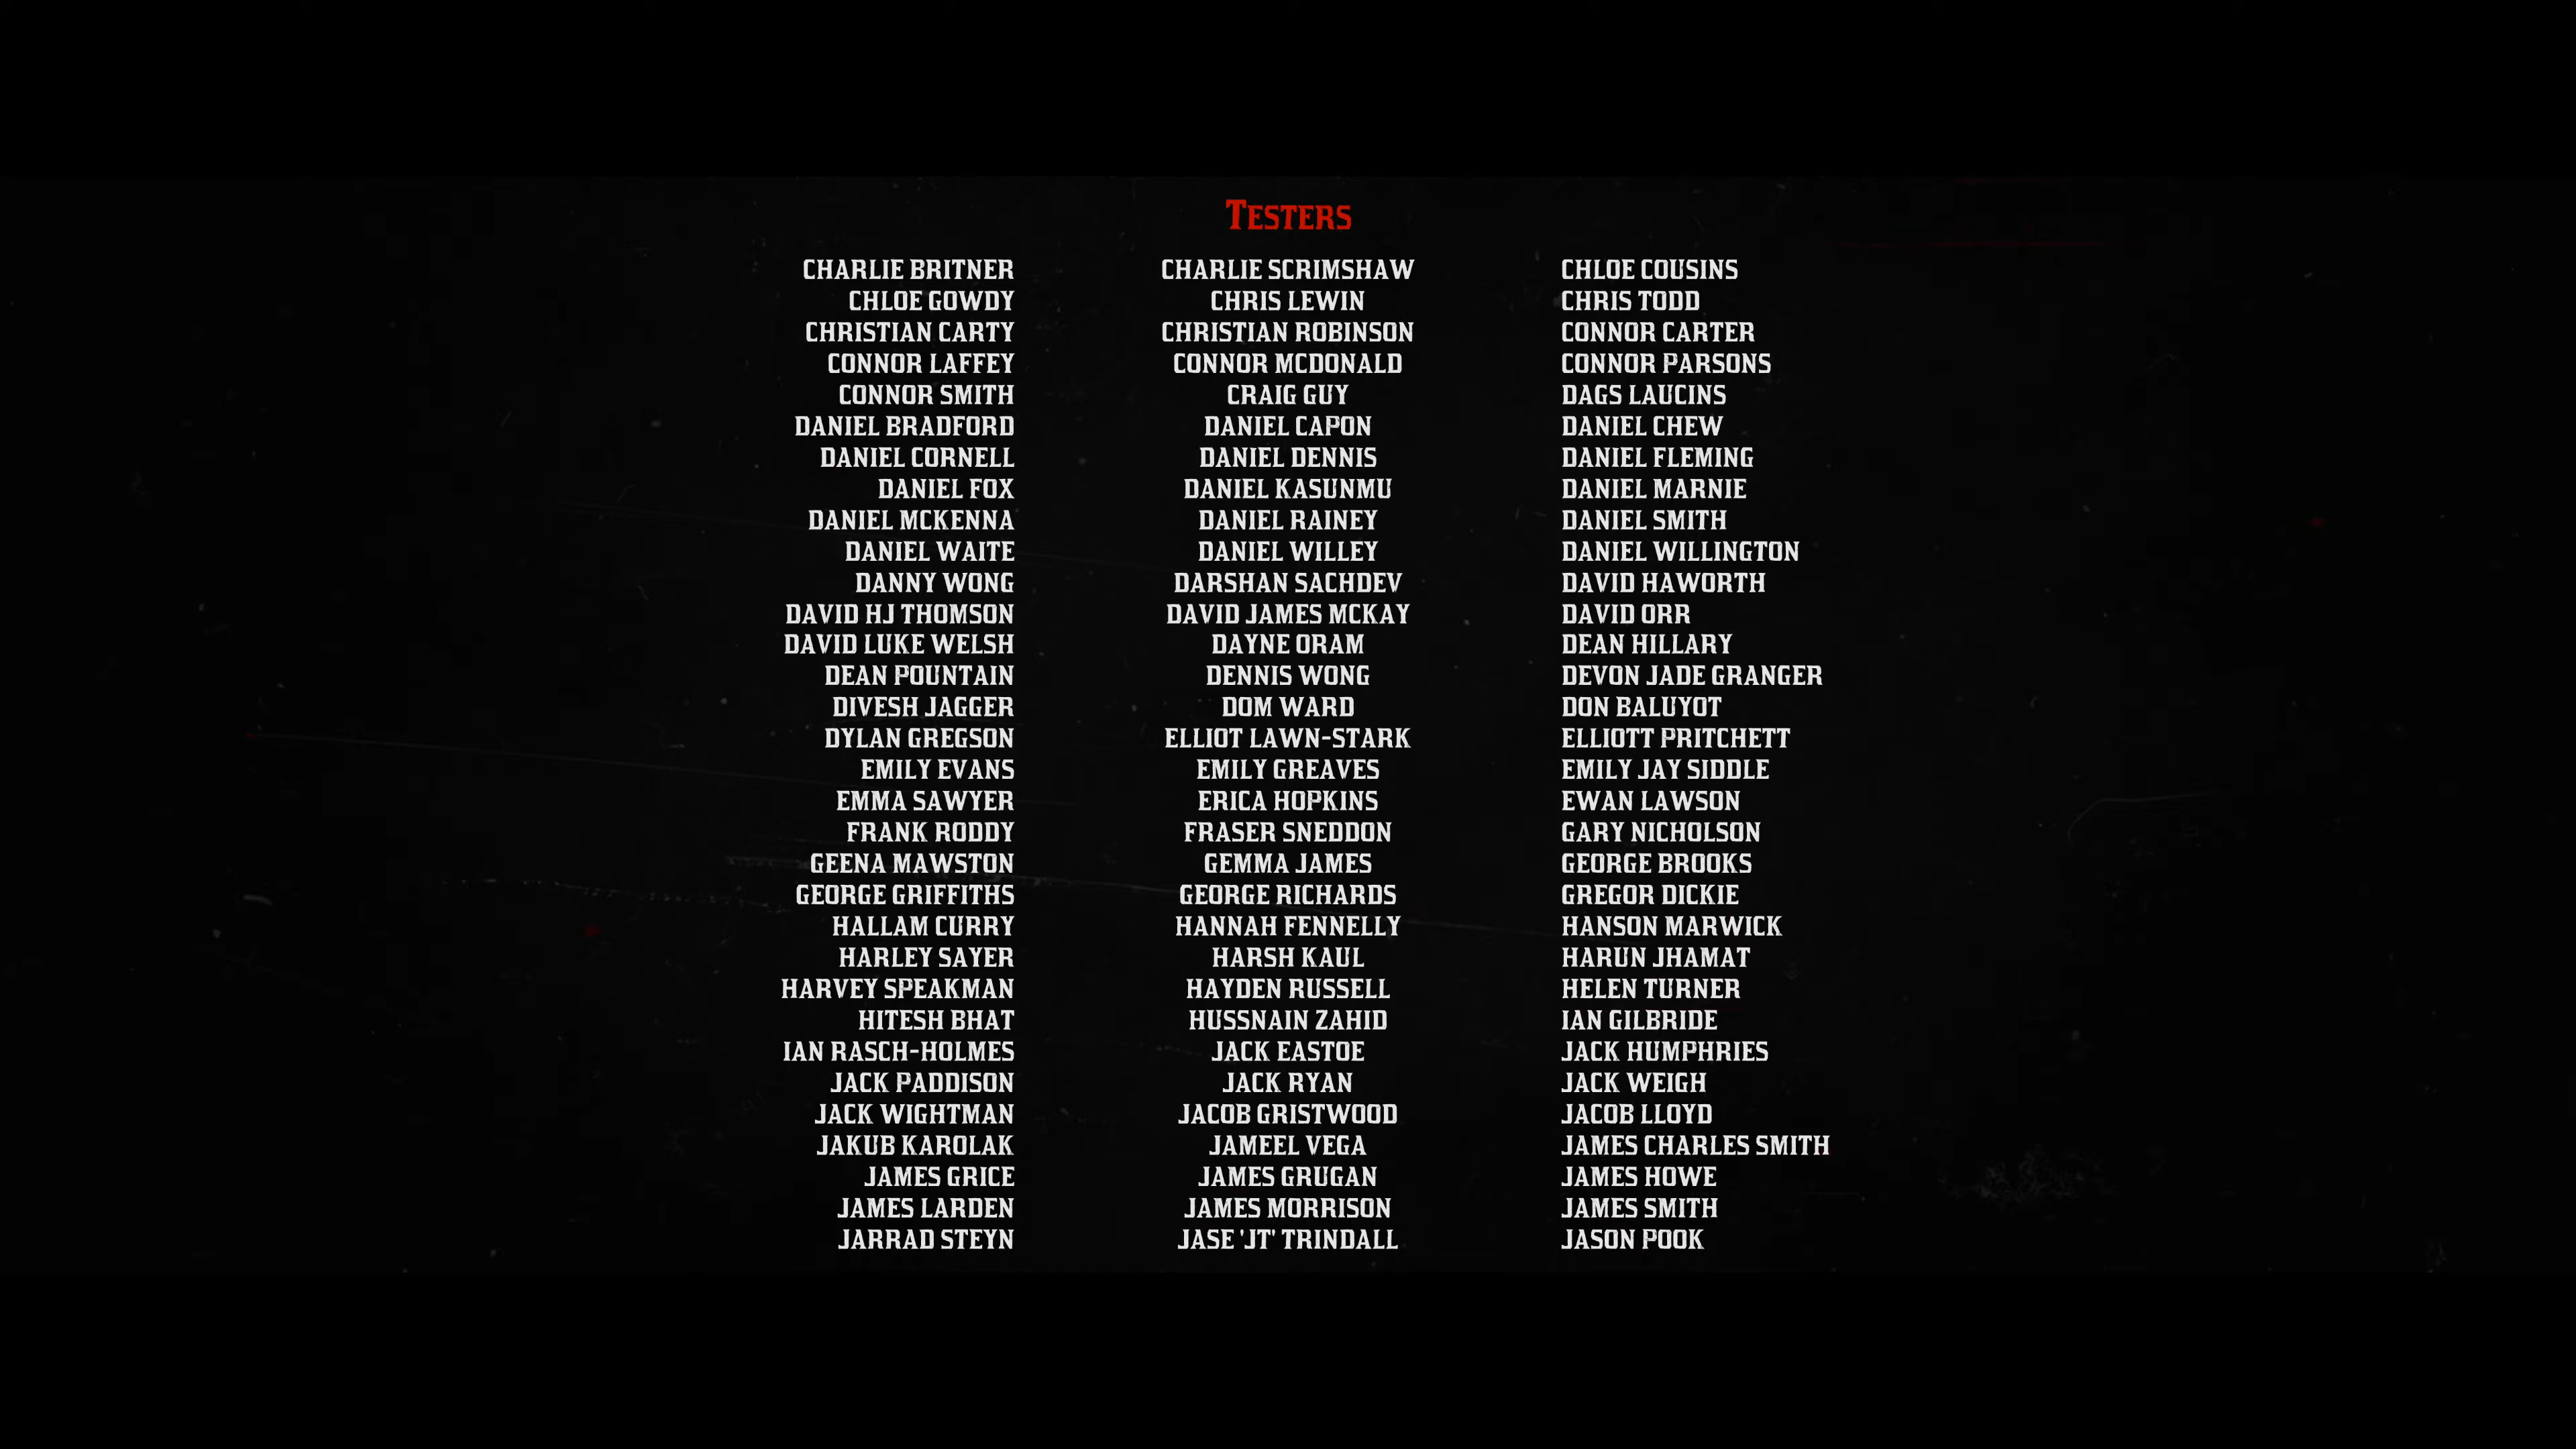 Testers
CHARLIE BRITNER CHARLIE SCRIMSHAW CHLOE COUSINS
CHLOE GOWDY CHRIS LEWIN CHRIS TODD
CHRISTIAN CARTY CHRISTIAN ROBINSON CONNOR CARTER
CONNOR LAFFEY CONNOR MCDONALD CONNOR PARSONS
CONNOR SMITH CRAIG GUY DAGS LAUCINS
DANIEL BRADFORD DANIEL CAPON DANIEL CHEW
DANIEL CORNELL DANIEL DENNIS DANIEL FLEMING
DANIEL FOX DANIEL KASUNMU DANIEL MARNIE
DANIEL MCKENNA DANIEL RAINEY DANIEL SMITH
DANIEL WAITE DANIEL WILLEY DANIEL WILLINGTON
DANNY WONG DARSHAN SACHDEV DAVID HAWORTH
DAVID HJ THOMSON DAVID JAMES MCKAY DAVID ORR
DAVID LUKE WELSH DAYNE ORAM DEAN HILLARY
DEAN POUNTAIN DENNIS WONG DEVON JADE GRANGER
DIVESH JAGGER DOM WARD DON BALUYOT
DYLAN GREGSON ELLIOT LAWN-STARK ELLIOTT PRITCHETT
EMILY EVANS EMILY GREAVES EMILY JAY SIDDLE
EMMA SAWYER ERICA HOPKINS EWAN LAWSON
FRANK RODDY FRASER SNEDDON GARY NICHOLSON
GEENA MAWSTON GEMMA JAMES GEORGE BROOKS
GEORGE GRIFFITHS GEORGE RICHARDS GREGOR DICKIE
HALLAM CURRY HANNAH FENNELLY HANSON MARWICK
HARLEY SAYER HARSH KAUL HARUN JHAMAT
HARVEY SPEAKMAN HAYDEN RUSSELL HELEN TURNER
HITESH BHAT HUSSNAIN ZAHID IAN GILBRIDE
IAN RASCH-HOLMES JACK EASTOE JACK HUMPHRIES
JACK PADDISON JACK RYAN JACK WEIGH
JACK WIGHTMAN JACOB GRISTWOOD JACOB LLOYD
JAKUB KAROLAK JAMEEL VEGA JAMES CHARLES SMITH
JAMES GRICE JAMES GRUGAN JAMES HOWE
JAMES LARDEN JAMES MORRISON JAMES SMITH
JARRAD STEYN JASE 'JT' TRINDALL JASON POOK